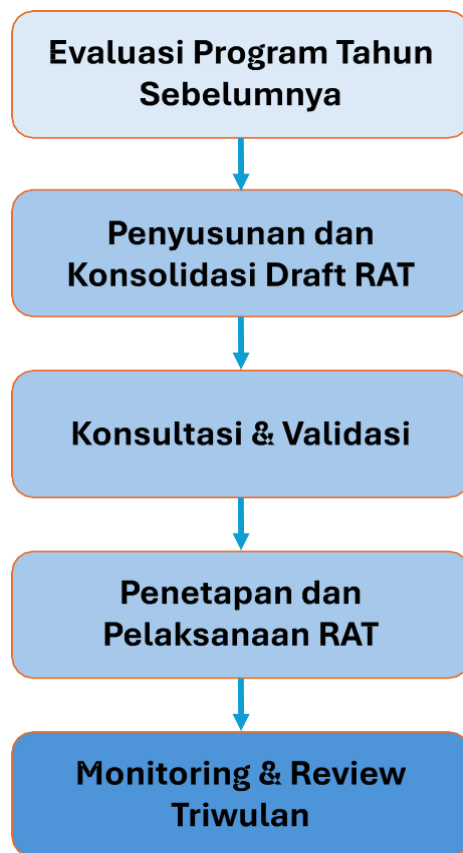 Evaluasi Program Tahun
Sebelumnya
Penyusunan dan
Konsolidasi Draft RAT
Konsultasi & Validasi
Penetapan dan
Pelaksanaan RAT
Monitoring & Review
Triwulan